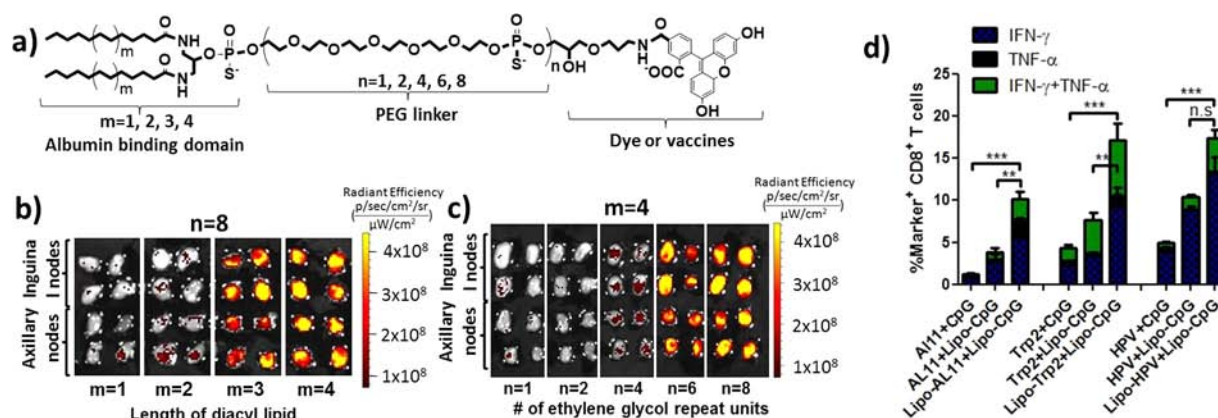 a)
m
NH
O
O
O-P-O
S-
m
NH
O
n=1, 2, 4, 6, 8
PEG linker
O
O-P-O
S-
n
OH
O
H
N
O
-OOC
OH
O
OH
m=1, 2, 3, 4
Albumin binding domain
Dye or vaccines
b)
n=8
Radiant Efficiency
p/sec/cm²/sr
µW/cm²
4x10⁸
3x10⁸
2x10⁸
1x10⁸
Inguina
l nodes
Axillary
nodes
m=1 m=2 m=3 m=4
Length of diacyl lipid
c)
m=4
Radiant Efficiency
(p/sec/cm²/sr)
µW/cm²
4x10⁸
3x10⁸
2x10⁸
1x10⁸
Inguina
l nodes
Axillary
nodes
n=1 n=2 n=4 n=6 n=8
# of ethylene glycol repeat units
d)
IFN-γ
TNF-α
IFN-γ+TNF-α
%Marker⁺ CD8⁺ T cells
25
20
15
10
5
0
***
**
***
**
***
n.s
Al11+CpG
AL11+Lipo-CpG
Lipo-AL11+Lipo-CpG
Trp2+CpG
Trp2+Lipo-CpG
Lipo-Trp2+Lipo-CpG
HPV+CpG
HPV+Lipo-CpG
Lipo-HPV+Lipo-CpG